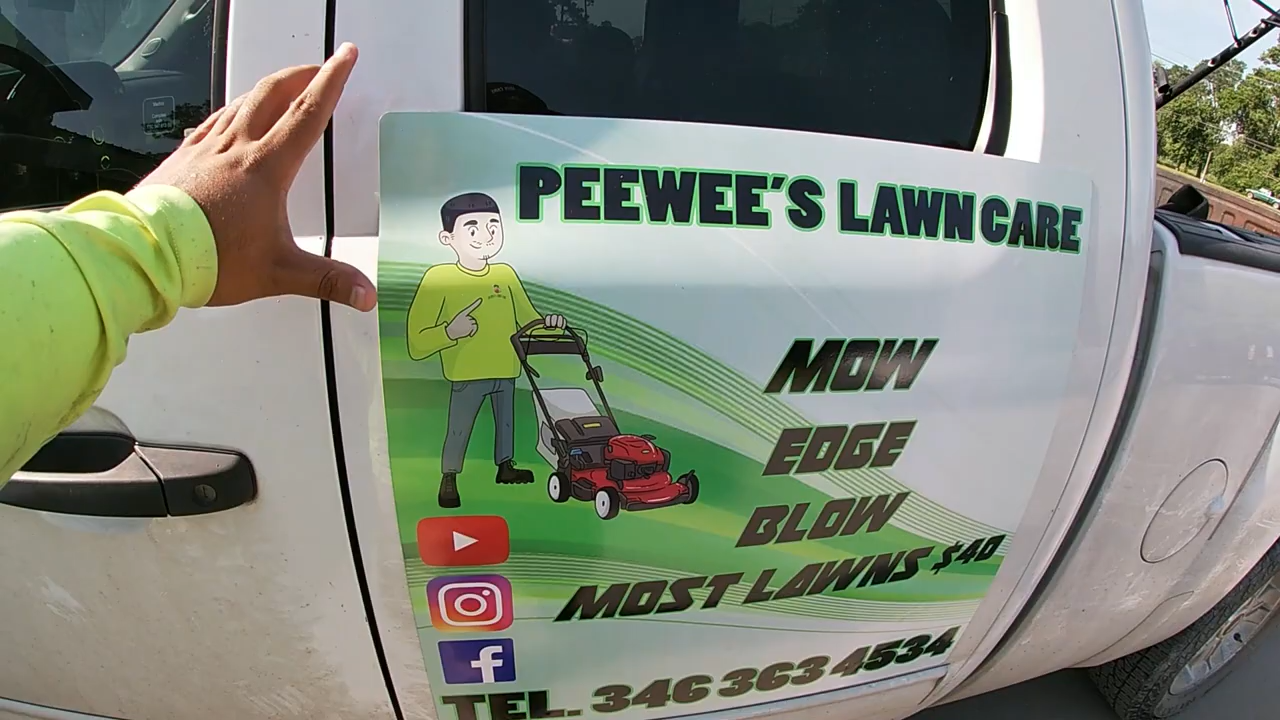 PEEWEE'S LAWN CARE
MOW
EDGE
BLOW
MOST LAWNS $40
TEL. 346 363 4534